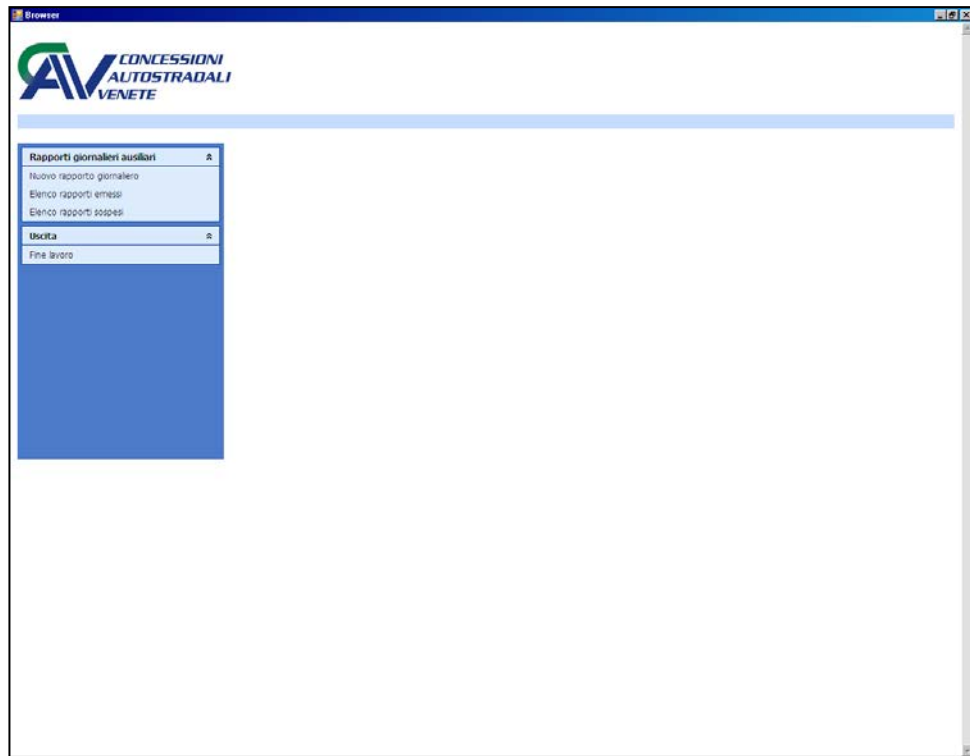 Browser
CAV
CONCESSIONI
AUTOSTRADALI
VENETE
Rapporti giornalieri ausiliari
Nuovo rapporto giornaliero
Elenco rapporti emessi
Elenco rapporti sospesi
Uscita
Fine lavoro